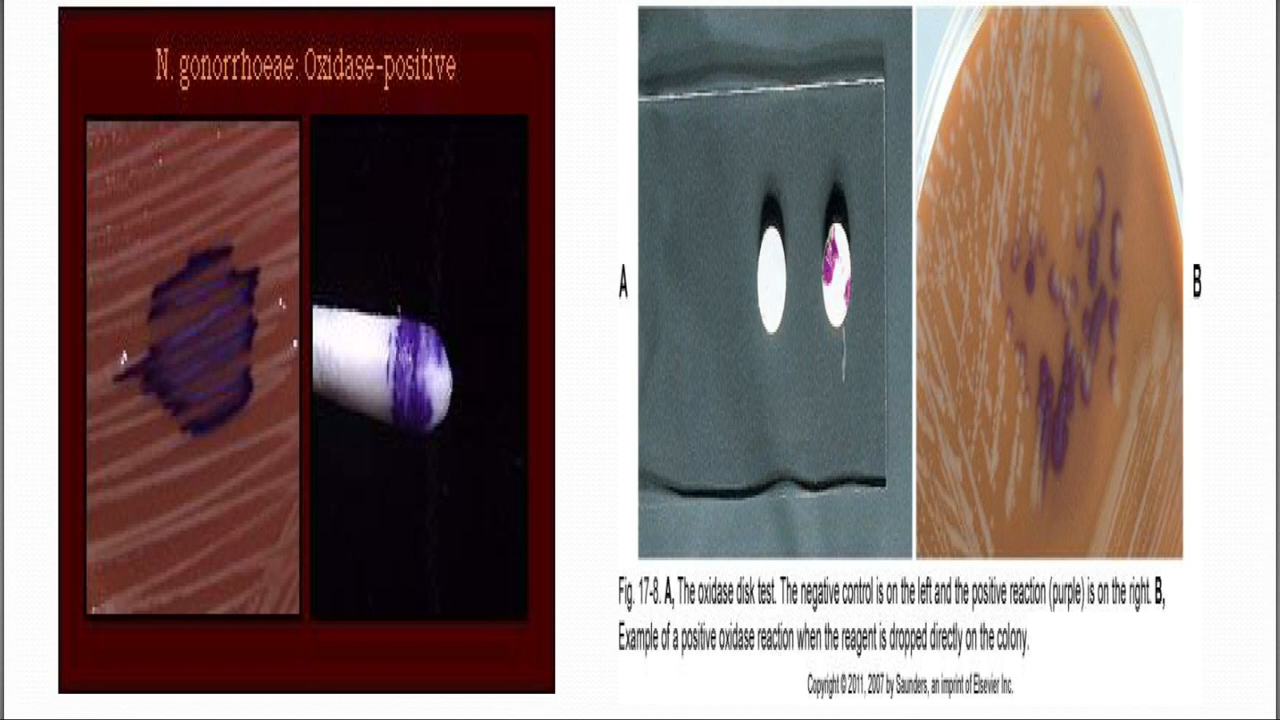 N. gonorrhoeae: Oxidase-positive
A
B
Fig. 17-8. A, The oxidase disk test. The negative control is on the left and the positive reaction (purple) is on the right. B,
Example of a positive oxidase reaction when the reagent is dropped directly on the colony.
Copyright © 2011, 2007 by Saunders, an imprint of Elsevier Inc.